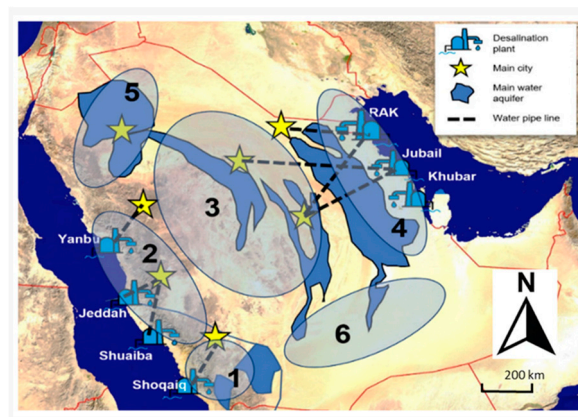 Desalination
plant
Main city
Main water
aquifer
Water pipe line
5
RAK
Jubail
Khubar
3
4
Yanbu
2
Jeddah
6
N
Shuaiba
Shoqaiq
1
200 km